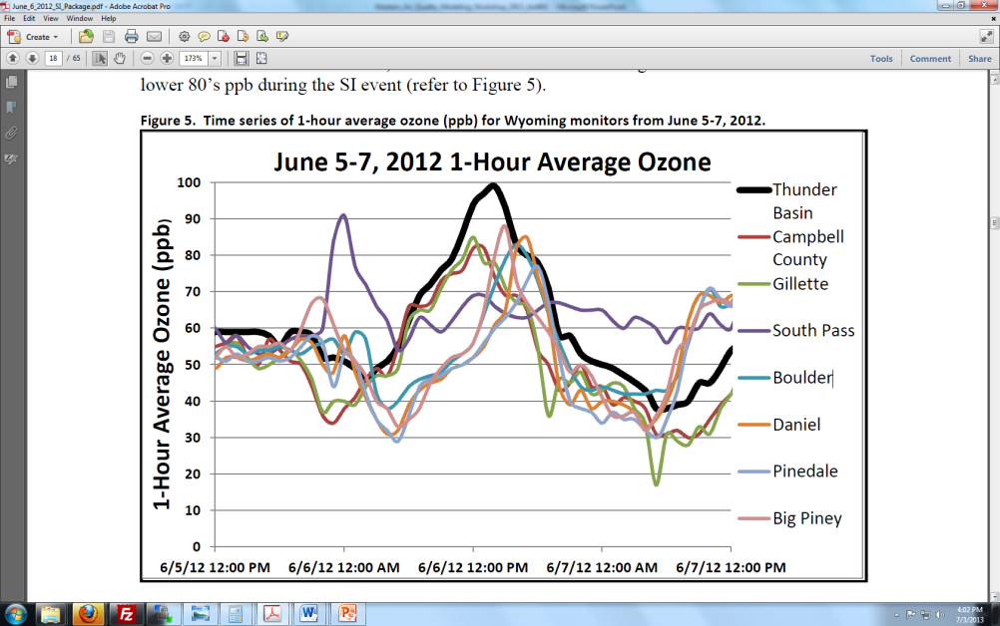 June_6_2012_SI_Package.pdf - Adobe Acrobat Pro
File Edit View Window Help
Create
18 / 65
173%
Tools Comment Share
lower 80's ppb during the SI event (refer to Figure 5).
Figure 5. Time series of 1-hour average ozone (ppb) for Wyoming monitors from June 5-7, 2012.
June 5-7, 2012 1-Hour Average Ozone
1-Hour Average Ozone (ppb)
100
90
80
70
60
50
40
30
20
10
0
6/5/12 12:00 PM 6/6/12 12:00 AM 6/6/12 12:00 PM 6/7/12 12:00 AM 6/7/12 12:00 PM
Thunder
Basin
Campbell
County
Gillette
South Pass
Boulder
Daniel
Pinedale
Big Piney
4:02 PM
7/3/2013